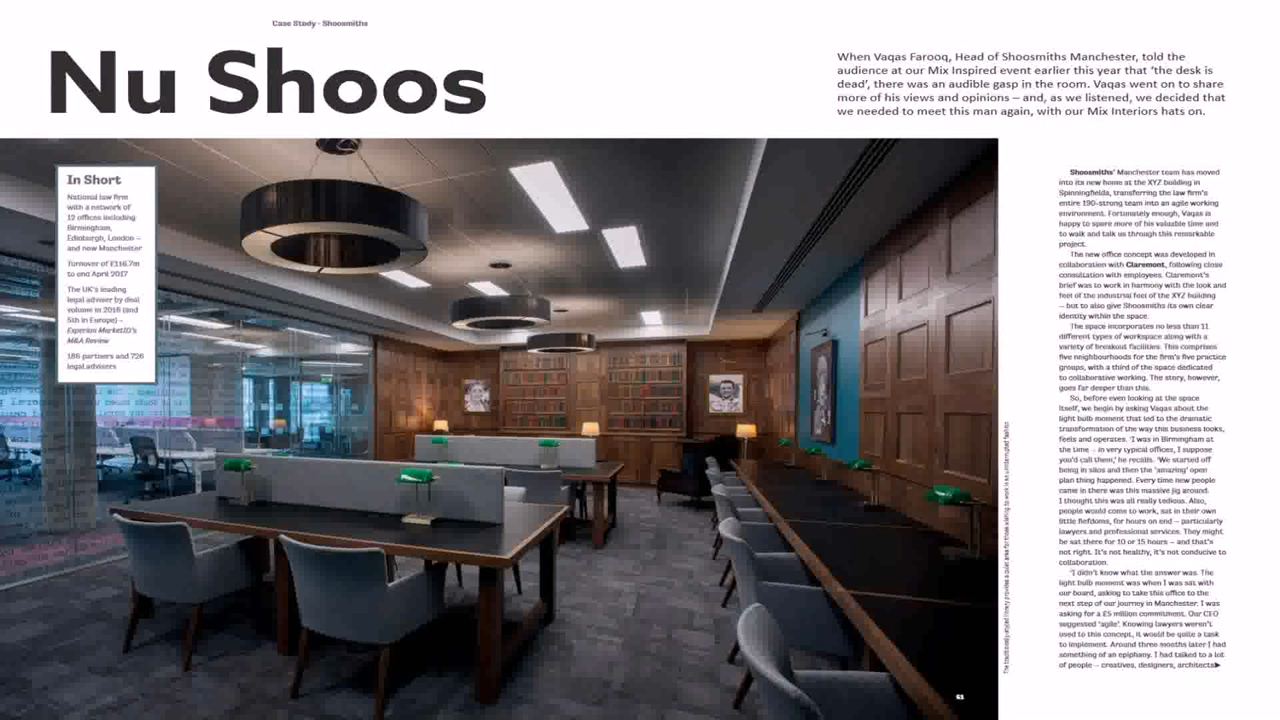 Case Study - Shoosmiths
Nu Shoos
When Vaqas Farooq, Head of Shoosmiths Manchester, told the
audience at our Mix Inspired event earlier this year that 'the desk is
dead', there was an audible gasp in the room. Vaqas went on to share
more of his views and opinions – and, as we listened, we decided that
we needed to meet this man again, with our Mix Interiors hats on.
In Short
National law firm
with a network of
12 offices including
Birmingham,
Edinburgh, London –
and now Manchester
Turnover of £116.7m
to end April 2017
The UK's leading
legal adviser by deal
volume in 2016 (and
5th in Europe) –
Experian MarketIQ's
M&A Review
186 partners and 726
legal advisers
The traditionally-styled library provides a quiet area for those wishing to work in an uninterrupted fashion
61
Shoosmiths' Manchester team has moved
into its new home at the XYZ building in
Spinningfields, transferring the law firm's
entire 190-strong team into an agile working
environment. Fortunately enough, Vaqas is
happy to spare more of his valuable time and
to walk and talk us through this remarkable
project.
The new office concept was developed in
collaboration with Claremont, following close
consultation with employees. Claremont's
brief was to work in harmony with the look and
feel of the industrial feel of the XYZ building
– but to also give Shoosmiths its own clear
identity within the space.
The space incorporates no less than 11
different types of workspace along with a
variety of breakout facilities. This comprises
five neighbourhoods for the firm's five practice
groups, with a third of the space dedicated
to collaborative working. The story, however,
goes far deeper than this.
So, before even looking at the space
itself, we begin by asking Vaqas about the
light bulb moment that led to the dramatic
transformation of the way this business looks,
feels and operates. 'I was in Birmingham at
the time – in very typical offices, I suppose
you'd call them,' he recalls. 'We started off
being in silos and then the 'amazing' open
plan thing happened. Every time new people
came in there was this massive jig around.
I thought this was all really tedious. Also,
people would come to work, sat in their own
little fiefdoms, for hours on end – particularly
lawyers and professional services. They might
be sat there for 10 or 15 hours – and that's
not right. It's not healthy, it's not conducive to
collaboration.
'I didn't know what the answer was. The
light bulb moment was when I was sat with
our board, asking to take this office to the
next step of our journey in Manchester. I was
asking for a £5 million commitment. Our CEO
suggested 'agile'. Knowing lawyers weren't
used to this concept, it would be quite a task
to implement. Around three months later I had
something of an epiphany. I had talked to a lot
of people – creatives, designers, architects